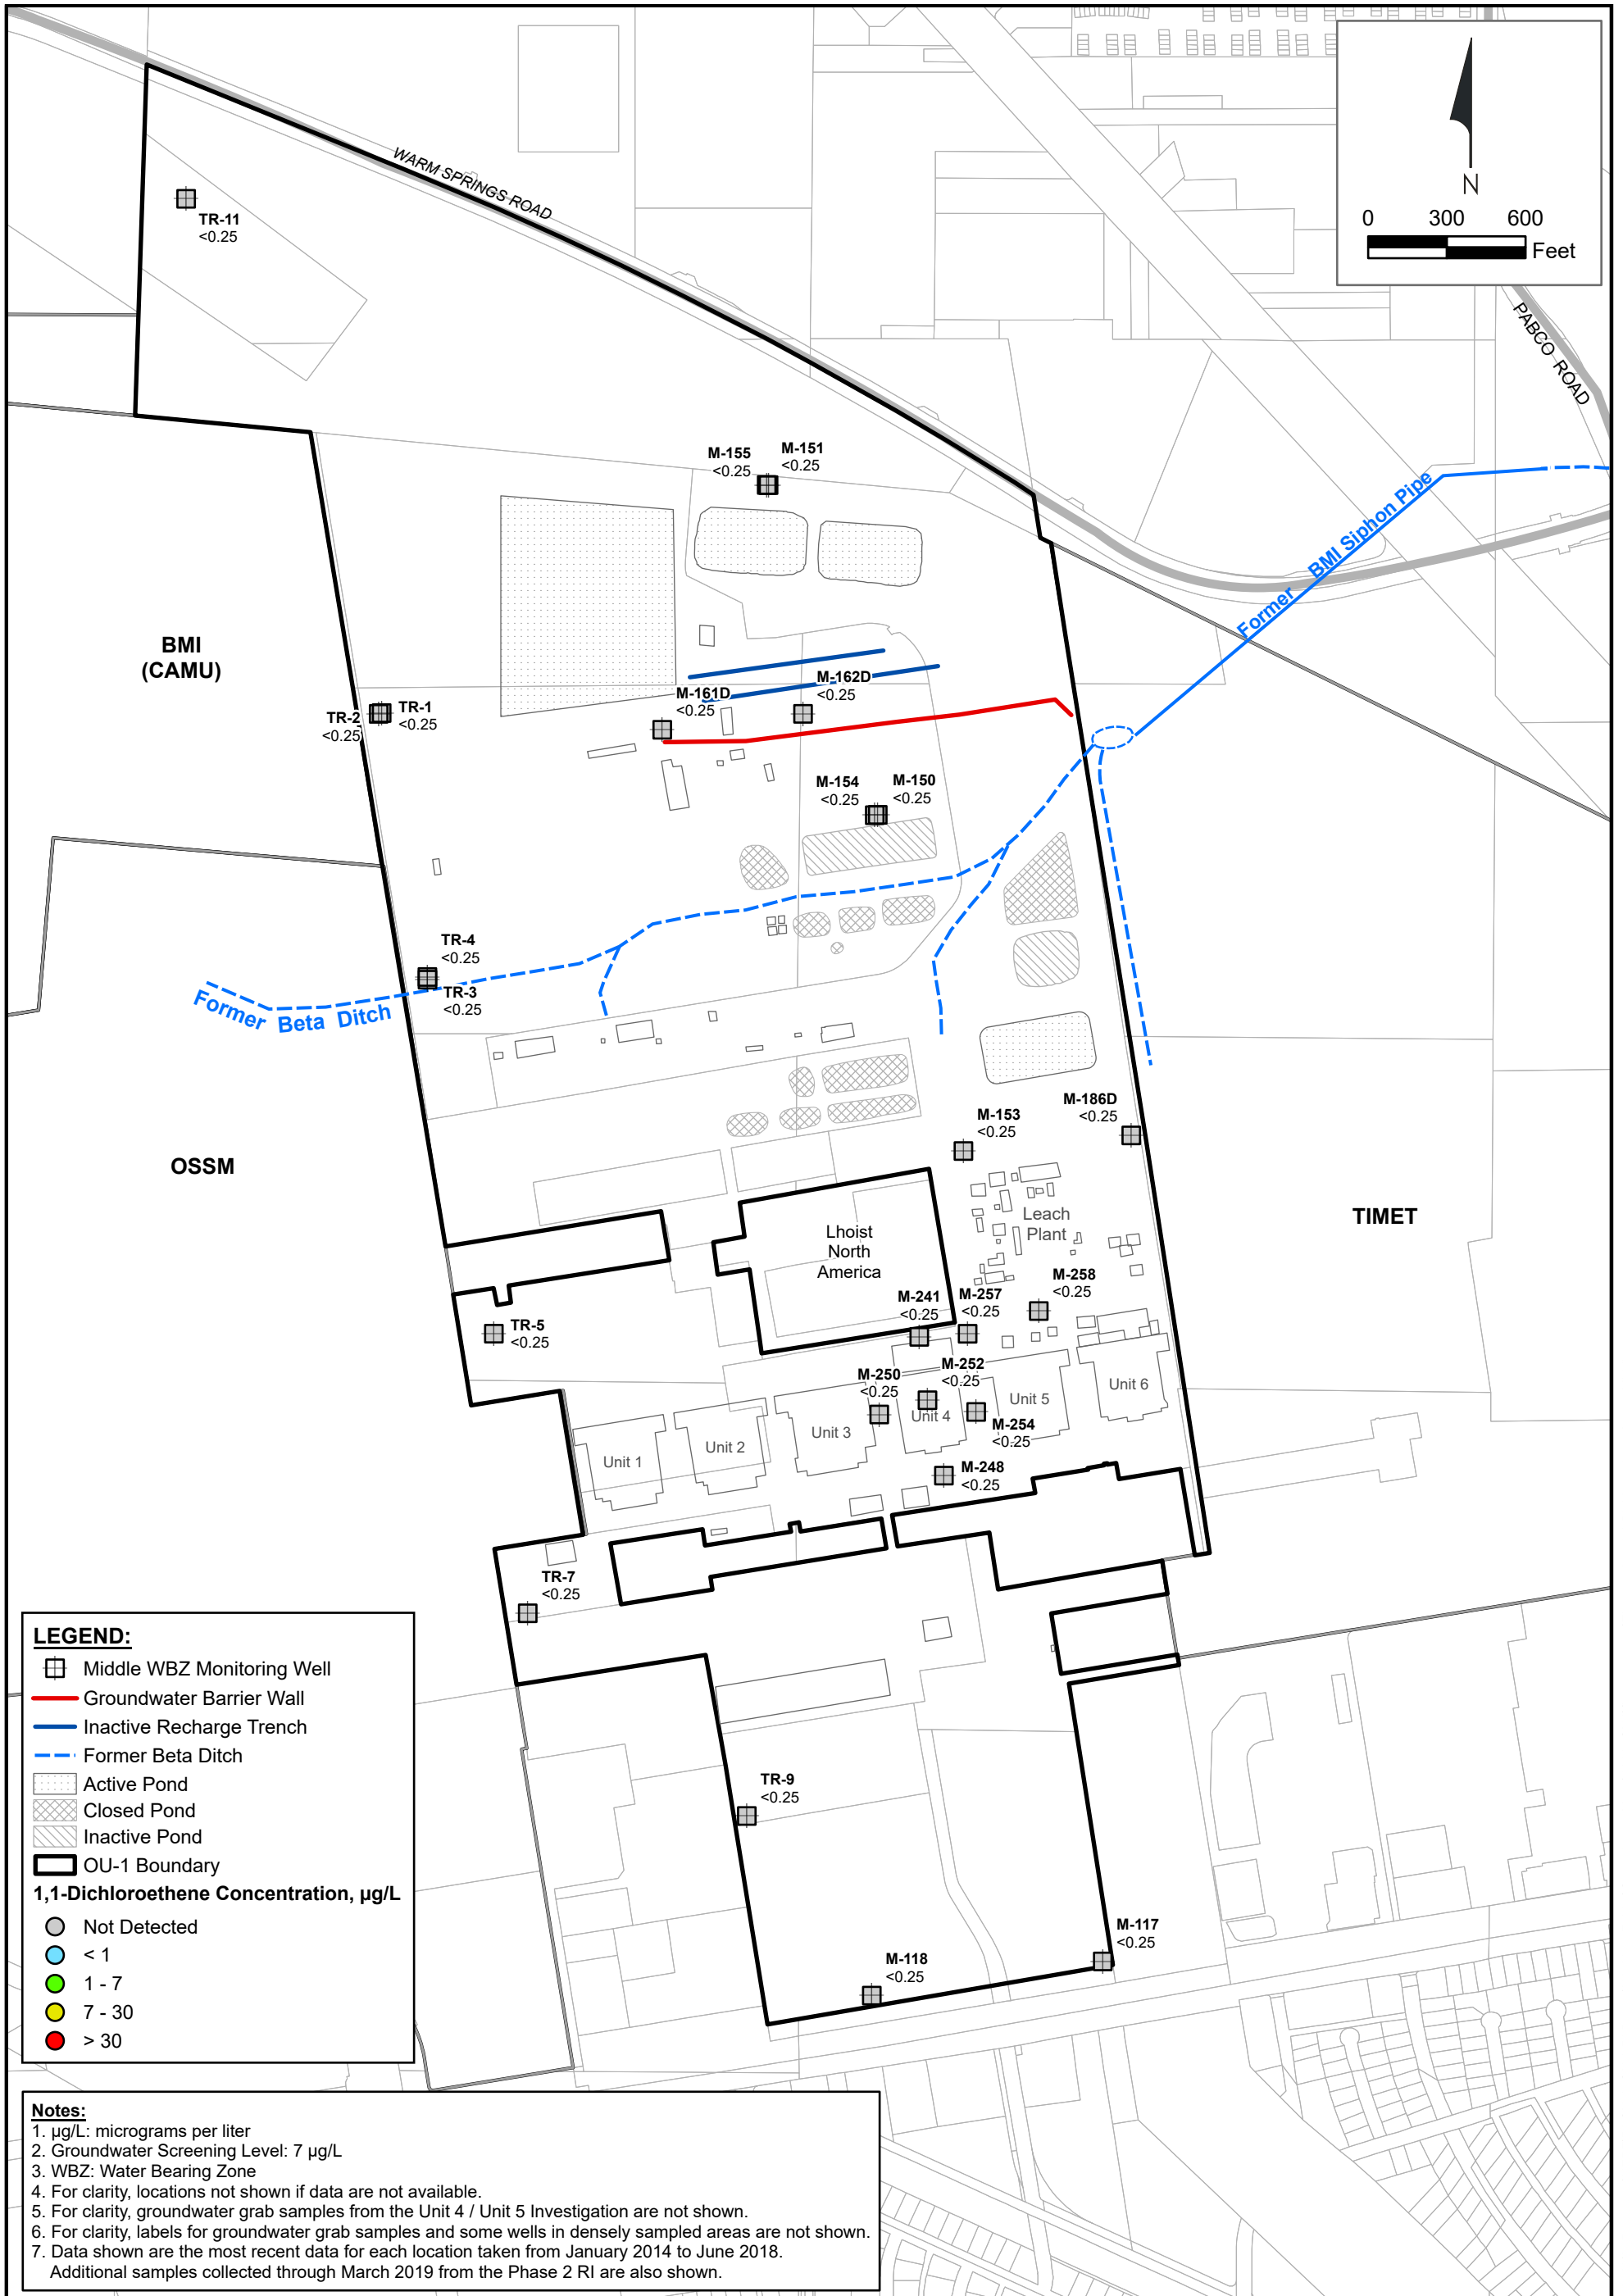 WARM SPRINGS ROAD
N
0 300 600
Feet
PABCO ROAD
TR-11
<0.25
M-155
<0.25
M-151
<0.25
Former BMI Siphon Pipe
BMI
(CAMU)
TR-2
<0.25
TR-1
<0.25
M-161D
<0.25
M-162D
<0.25
M-154
<0.25
M-150
<0.25
TR-4
<0.25
TR-3
<0.25
Former Beta Ditch
M-153
<0.25
M-186D
<0.25
OSSM
TIMET
Leach
Plant
Lhoist
North
America
M-241
<0.25
M-257
<0.25
M-258
<0.25
TR-5
<0.25
M-250
<0.25
M-252
<0.25
M-254
<0.25
Unit 1
Unit 2
Unit 3
Unit 4
Unit 5
Unit 6
M-248
<0.25
TR-7
<0.25
TR-9
<0.25
M-118
<0.25
M-117
<0.25
LEGEND:
Middle WBZ Monitoring Well
Groundwater Barrier Wall
Inactive Recharge Trench
Former Beta Ditch
Active Pond
Closed Pond
Inactive Pond
OU-1 Boundary
1,1-Dichloroethene Concentration, µg/L
Not Detected
< 1
1 - 7
7 - 30
> 30
Notes:
1. µg/L: micrograms per liter
2. Groundwater Screening Level: 7 µg/L
3. WBZ: Water Bearing Zone
4. For clarity, locations not shown if data are not available.
5. For clarity, groundwater grab samples from the Unit 4 / Unit 5 Investigation are not shown.
6. For clarity, labels for groundwater grab samples and some wells in densely sampled areas are not shown.
7. Data shown are the most recent data for each location taken from January 2014 to June 2018.
Additional samples collected through March 2019 from the Phase 2 RI are also shown.